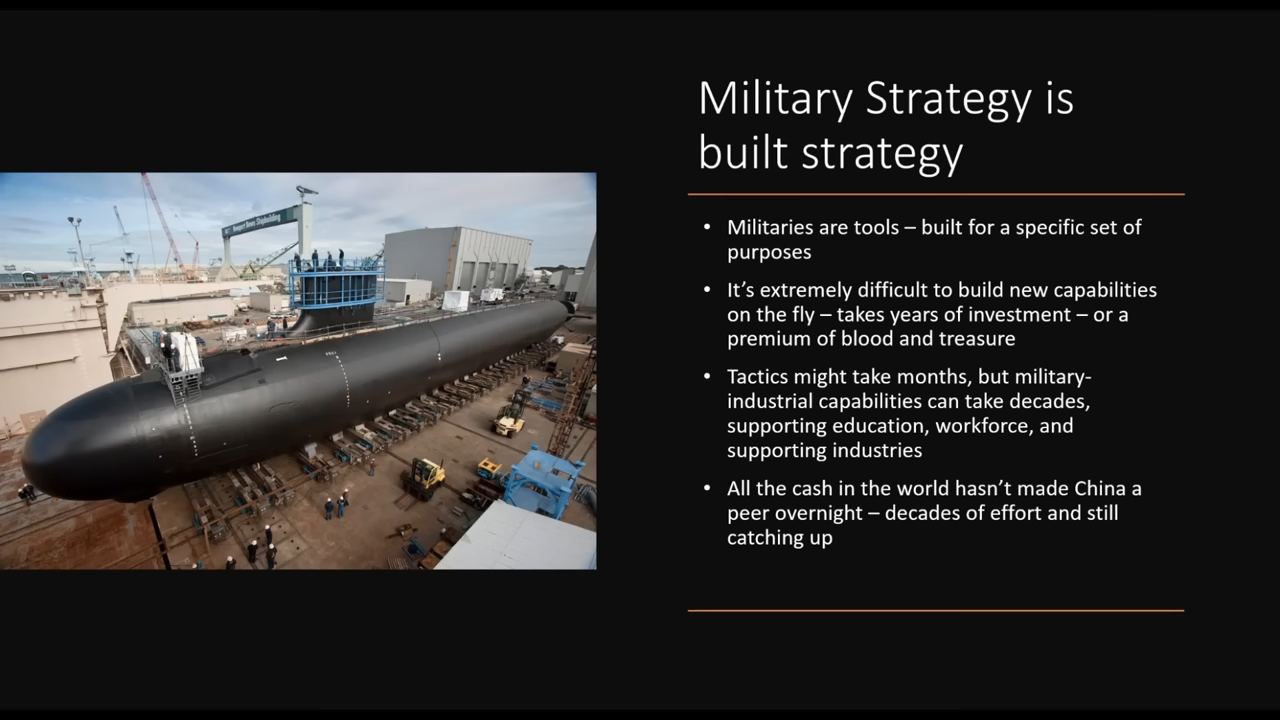 Military Strategy is
built strategy
• Militaries are tools – built for a specific set of
purposes
• It’s extremely difficult to build new capabilities
on the fly – takes years of investment – or a
premium of blood and treasure
• Tactics might take months, but military-
industrial capabilities can take decades,
supporting education, workforce, and
supporting industries
• All the cash in the world hasn’t made China a
peer overnight – decades of effort and still
catching up
Newport News Shipbuilding